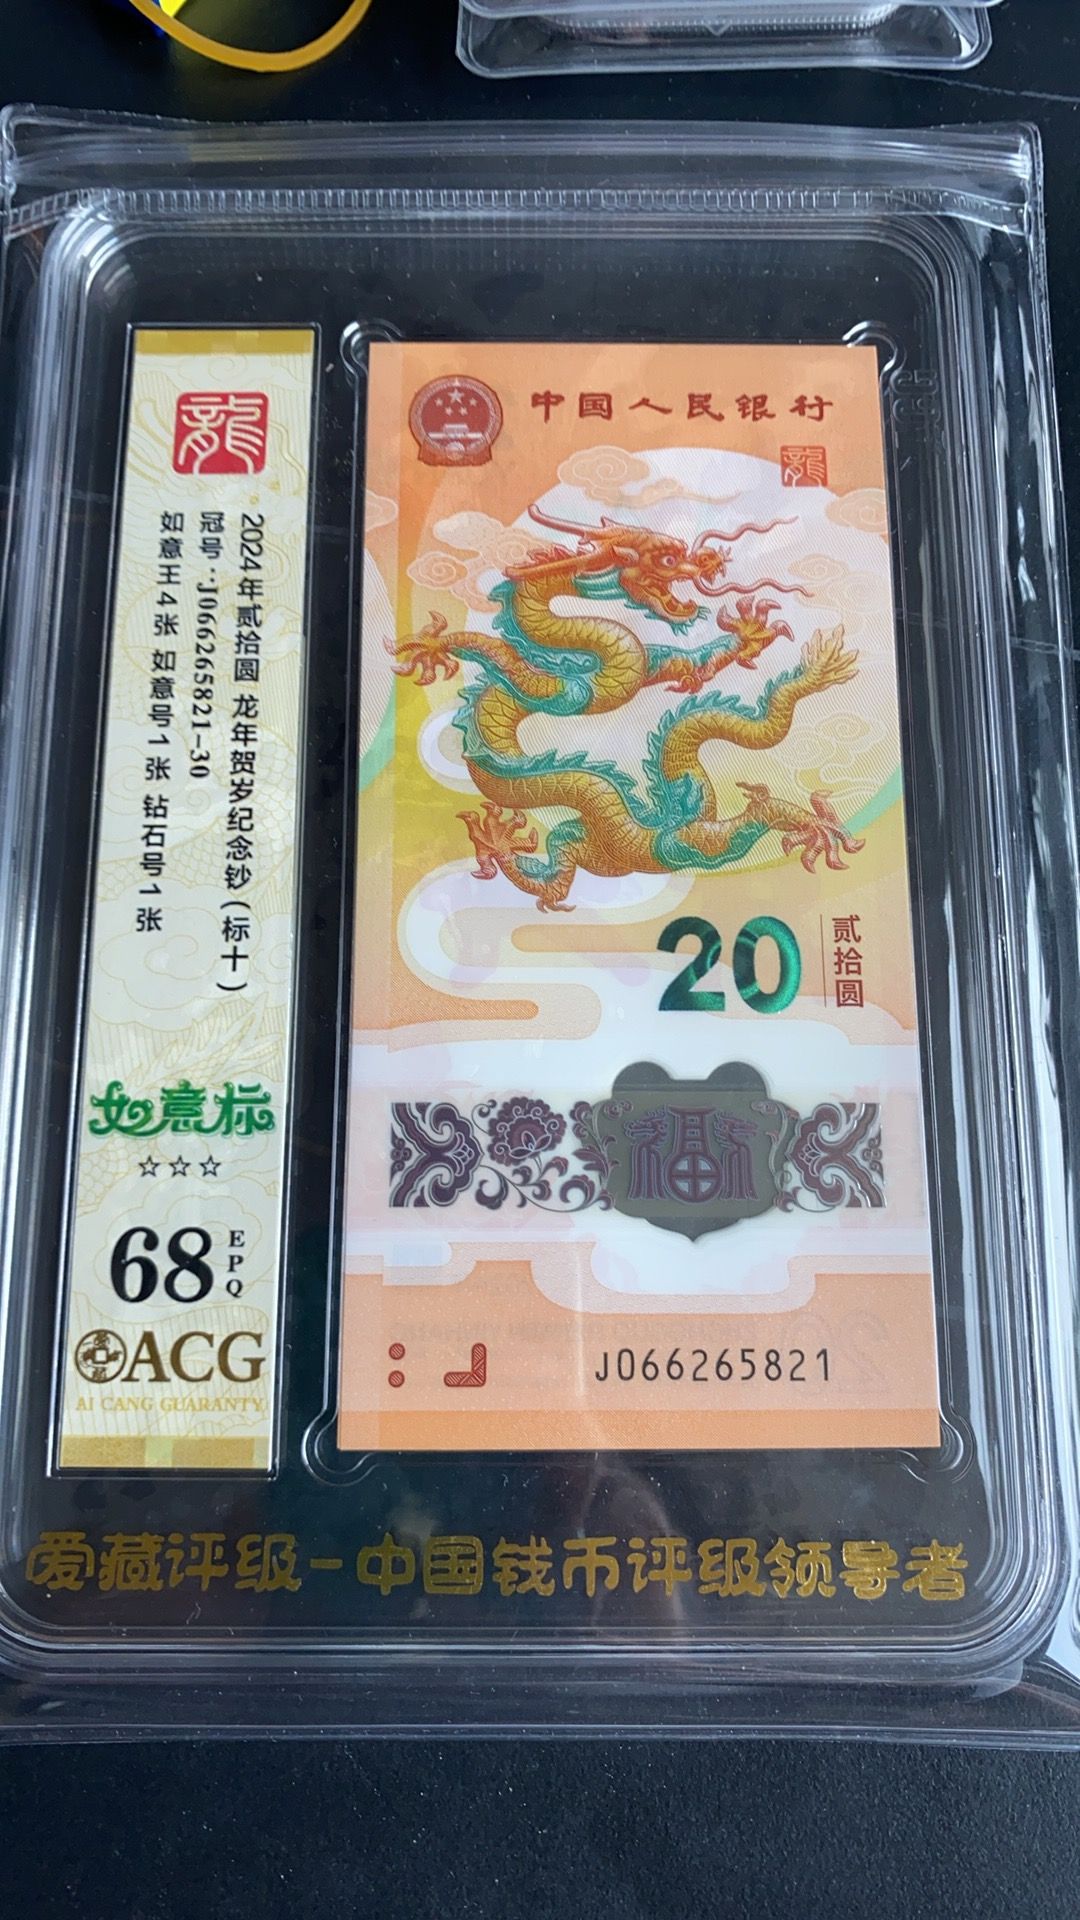 龍
2024年贰拾圆 龙年贺岁纪念钞（标十）
冠号：J066265821-30
如意王4张 如意号1张 钻石号1张
如意标
☆☆☆
68 EPQ
ACG
AI CANG GUARANTY
中国人民银行
龍
20
贰拾圆
福
J066265821
爱藏评级-中国钱币评级领导者